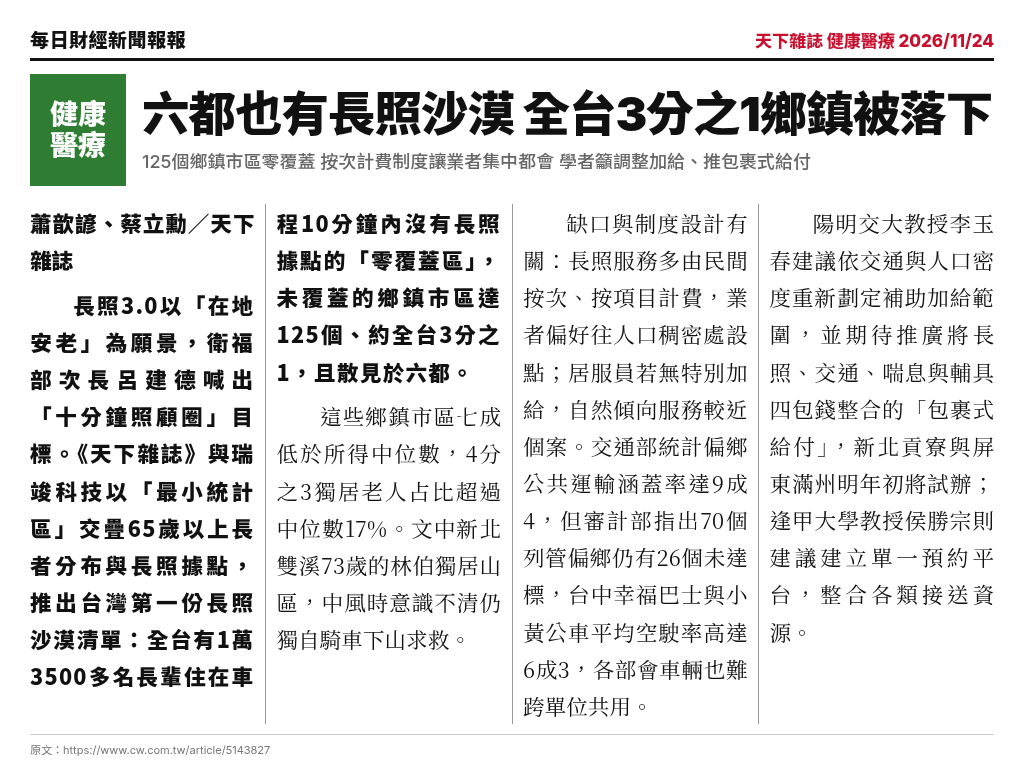 每日財經新聞報報
天下雜誌 健康醫療 2026/11/24
健康
醫療
六都也有長照沙漠 全台3分之1鄉鎮被落下
125個鄉鎮市區零覆蓋 按次計費制度讓業者集中都會 學者籲調整加給、推包裹式給付
蕭歆諺、蔡立勳／天下
雜誌
長照3.0以「在地
安老」為願景，衛福
部次長呂建德喊出
「十分鐘照顧圈」目
標。《天下雜誌》與瑞
竣科技以「最小統計
區」交疊65歲以上長
者分布與長照據點，
推出台灣第一份長照
沙漠清單：全台有1萬
3500多名長輩住在車
程10分鐘內沒有長照
據點的「零覆蓋區」，
未覆蓋的鄉鎮市區達
125個、約全台3分之
1，且散見於六都。
這些鄉鎮市區七成
低於所得中位數，4分
之3獨居老人占比超過
中位數17%。文中新北
雙溪73歲的林伯獨居山
區，中風時意識不清仍
獨自騎車下山求救。
缺口與制度設計有
關：長照服務多由民間
按次、按項目計費，業
者偏好往人口稠密處設
點；居服員若無特別加
給，自然傾向服務較近
個案。交通部統計偏鄉
公共運輸涵蓋率達9成
4，但審計部指出70個
列管偏鄉仍有26個未達
標，台中幸福巴士與小
黃公車平均空駛率高達
6成3，各部會車輛也難
跨單位共用。
陽明交大教授李玉
春建議依交通與人口密
度重新劃定補助加給範
圍，並期待推廣將長
照、交通、喘息與輔具
四包錢整合的「包裹式
給付」，新北貢寮與屏
東滿州明年初將試辦；
逢甲大學教授侯勝宗則
建議建立單一預約平
台，整合各類接送資
源。
原文：https://www.cw.com.tw/article/5143827